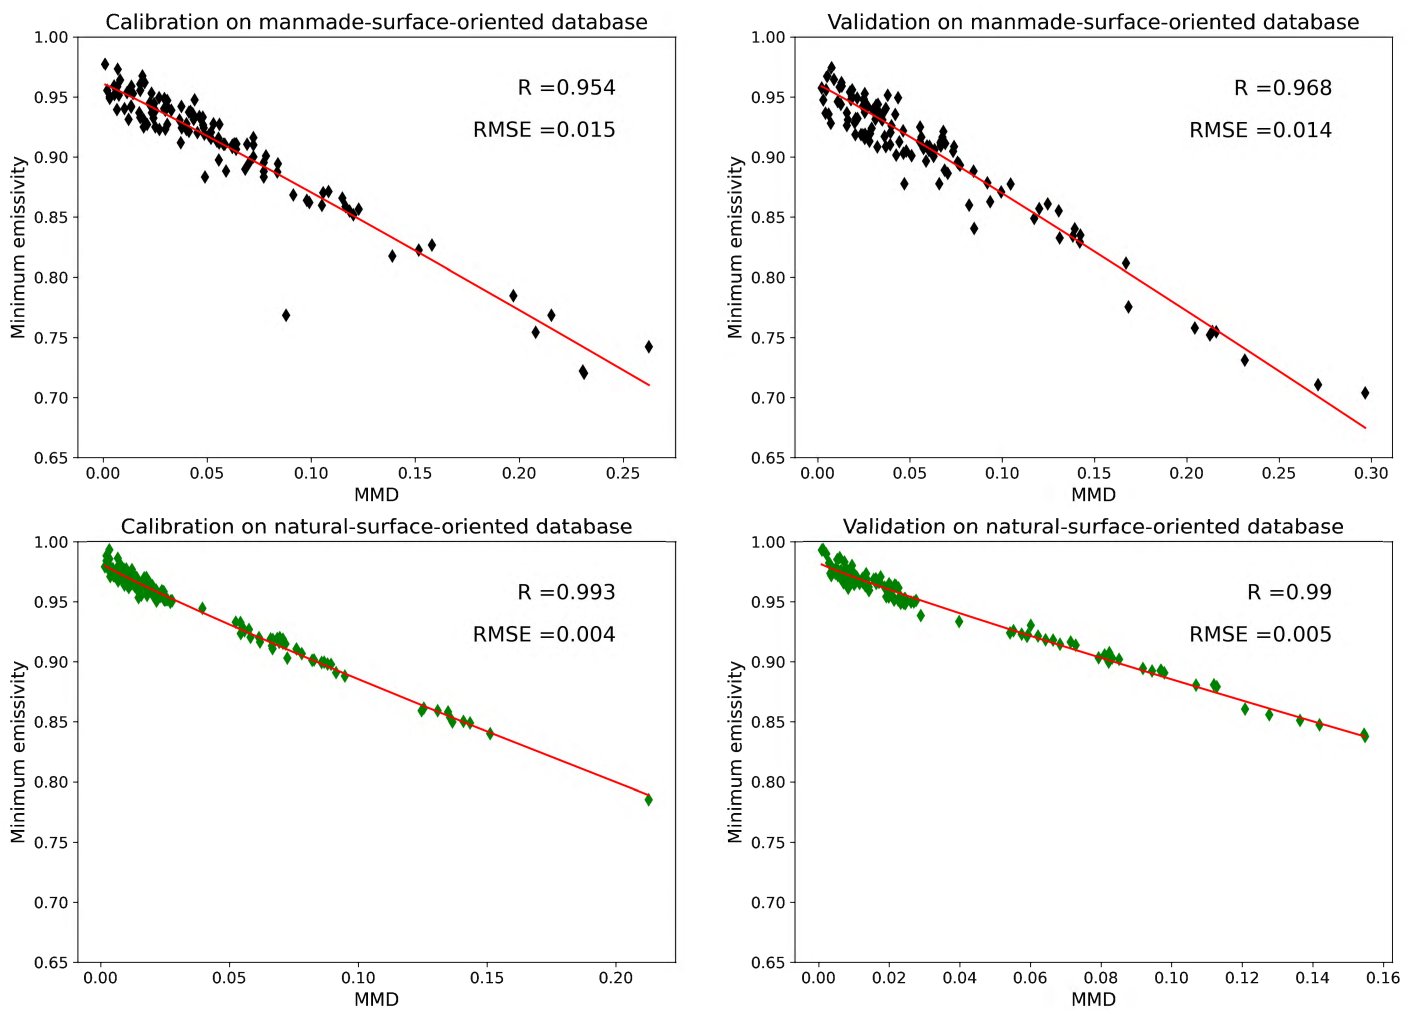 Calibration on manmade-surface-oriented database
1.00
0.95
0.90
0.85
0.80
0.75
0.70
0.65
Minimum emissivity
R =0.954
RMSE =0.015
0.00 0.05 0.10 0.15 0.20 0.25
MMD
Validation on manmade-surface-oriented database
1.00
0.95
0.90
0.85
0.80
0.75
0.70
0.65
Minimum emissivity
R =0.968
RMSE =0.014
0.00 0.05 0.10 0.15 0.20 0.25 0.30
MMD
Calibration on natural-surface-oriented database
1.00
0.95
0.90
0.85
0.80
0.75
0.70
0.65
Minimum emissivity
R =0.993
RMSE =0.004
0.00 0.05 0.10 0.15 0.20
MMD
Validation on natural-surface-oriented database
1.00
0.95
0.90
0.85
0.80
0.75
0.70
0.65
Minimum emissivity
R =0.99
RMSE =0.005
0.00 0.02 0.04 0.06 0.08 0.10 0.12 0.14 0.16
MMD